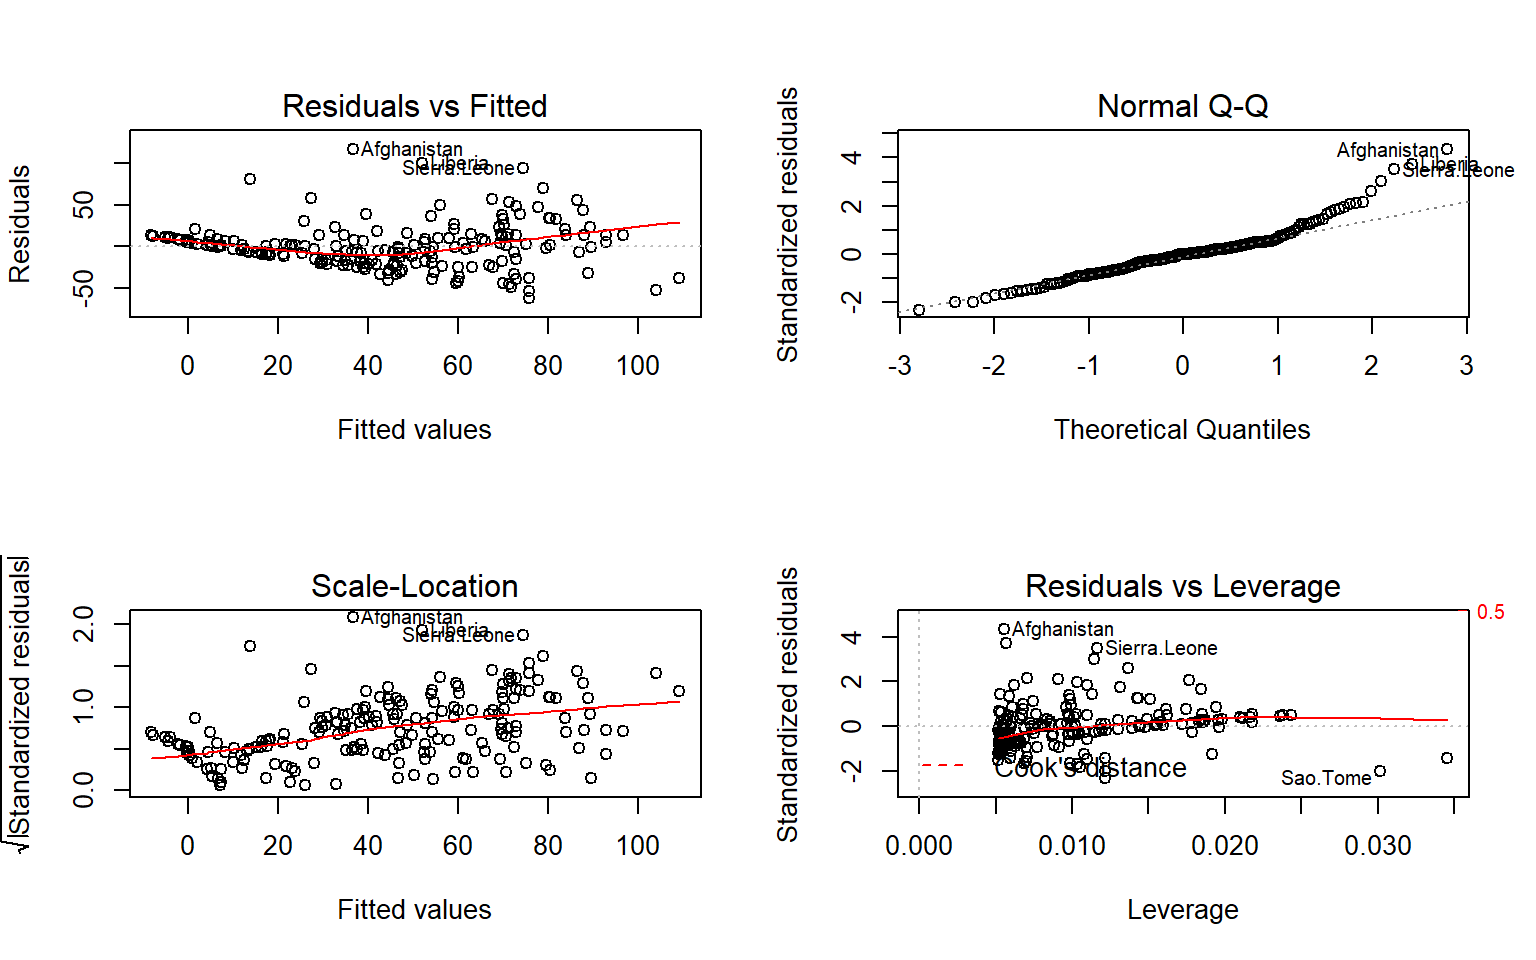 Residuals vs Fitted
Residuals
50
-50
Afghanistan
Liberia
Sierra.Leone
0 20 40 60 80 100
Fitted values
Normal Q-Q
Standardized residuals
4
2
0
-2
Afghanistan
Liberia
Sierra.Leone
-3 -2 -1 0 1 2 3
Theoretical Quantiles
Scale-Location
√|Standardized residuals|
2.0
1.0
0.0
Afghanistan
Liberia
Sierra.Leone
0 20 40 60 80 100
Fitted values
Residuals vs Leverage
Standardized residuals
4
2
0
-2
0.5
Afghanistan
Sierra.Leone
Cook's distance
Sao.Tome
0.000 0.010 0.020 0.030
Leverage